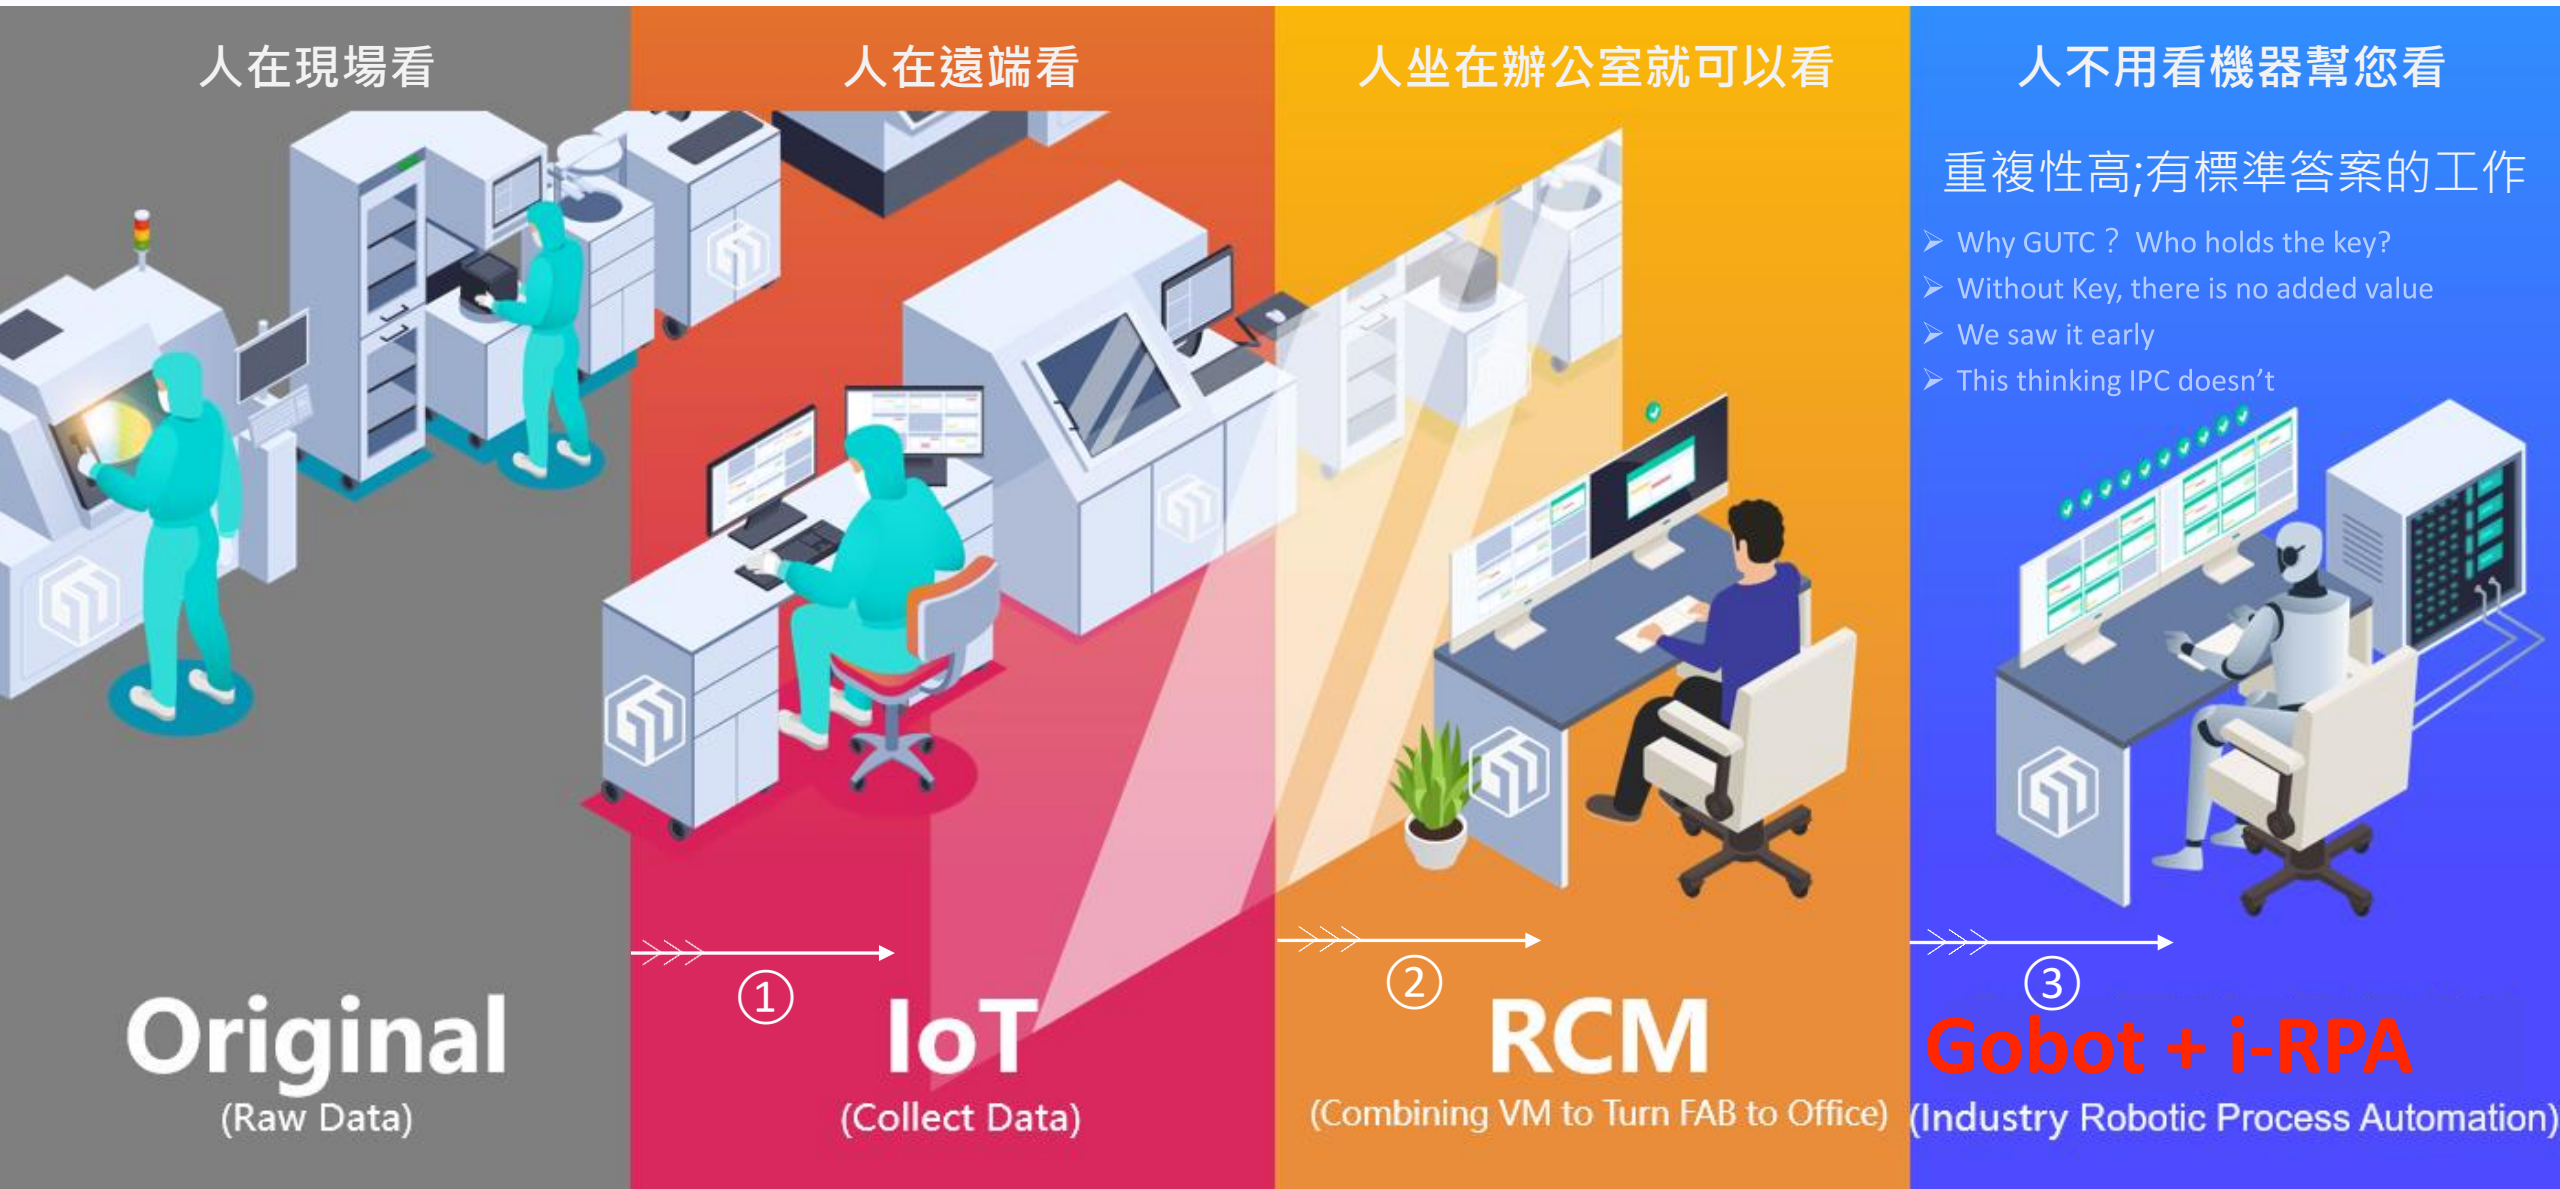 人在現場看
人在遠端看
人坐在辦公室就可以看
人不用看機器幫您看
重複性高;有標準答案的工作
➢ Why GUTC？ Who holds the key?
➢ Without Key, there is no added value
➢ We saw it early
➢ This thinking IPC doesn’t
①
②
③
Original
(Raw Data)
IoT
(Collect Data)
RCM
(Combining VM to Turn FAB to Office)
Gobot + i-RPA
(Industry Robotic Process Automation)